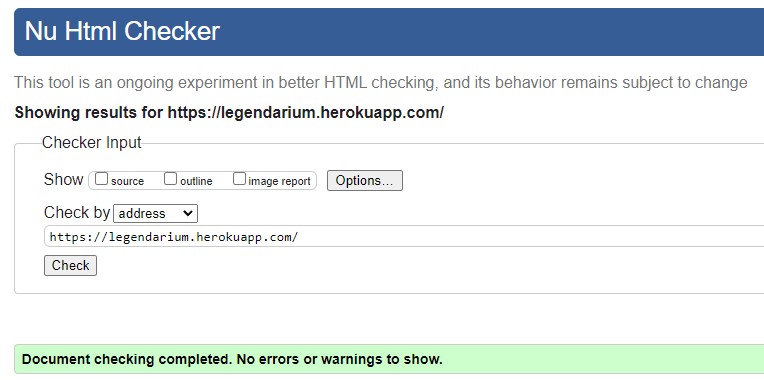 Nu Html Checker
This tool is an ongoing experiment in better HTML checking, and its behavior remains subject to change
Showing results for https://legendarium.herokuapp.com/
Checker Input
Show source outline image report Options...
Check by address
https://legendarium.herokuapp.com/
Check
Document checking completed. No errors or warnings to show.